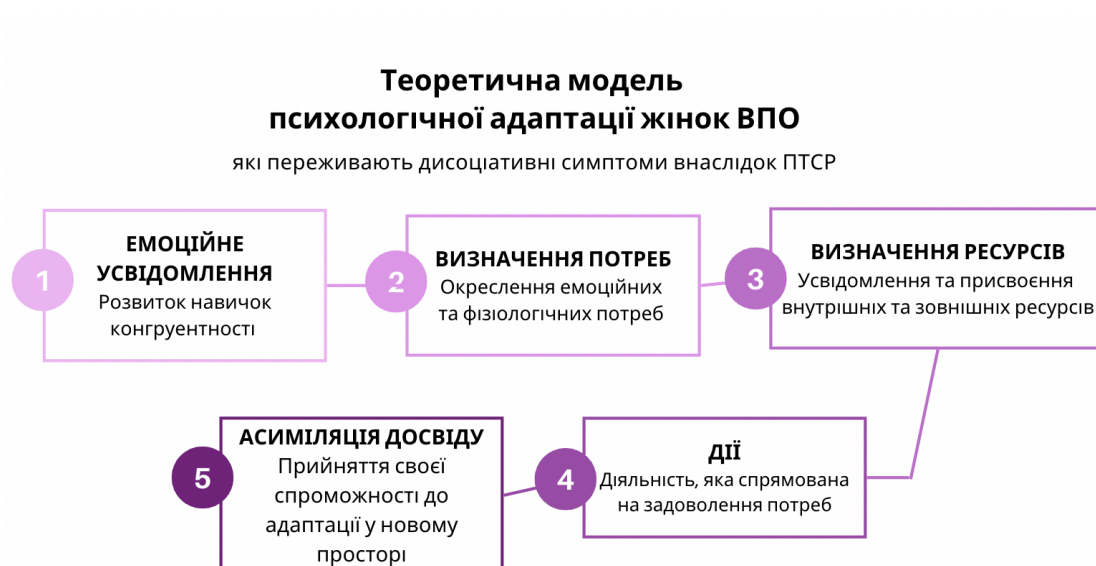 Теоретична модель
психологічної адаптації жінок ВПО
які переживають дисоціативні симптоми внаслідок ПТСР
1
ЕМОЦІЙНЕ
УСВІДОМЛЕННЯ
Розвиток навичок
конгруентності
2
ВИЗНАЧЕННЯ ПОТРЕБ
Окреслення емоційних
та фізіологічних потреб
3
ВИЗНАЧЕННЯ РЕСУРСІВ
Усвідомлення та присвоєння
внутрішніх та зовнішніх ресурсів
4
ДІЇ
Діяльність, яка спрямована
на задоволення потреб
5
АСИМІЛЯЦІЯ ДОСВІДУ
Прийняття своєї
спроможності до
адаптації у новому
просторі